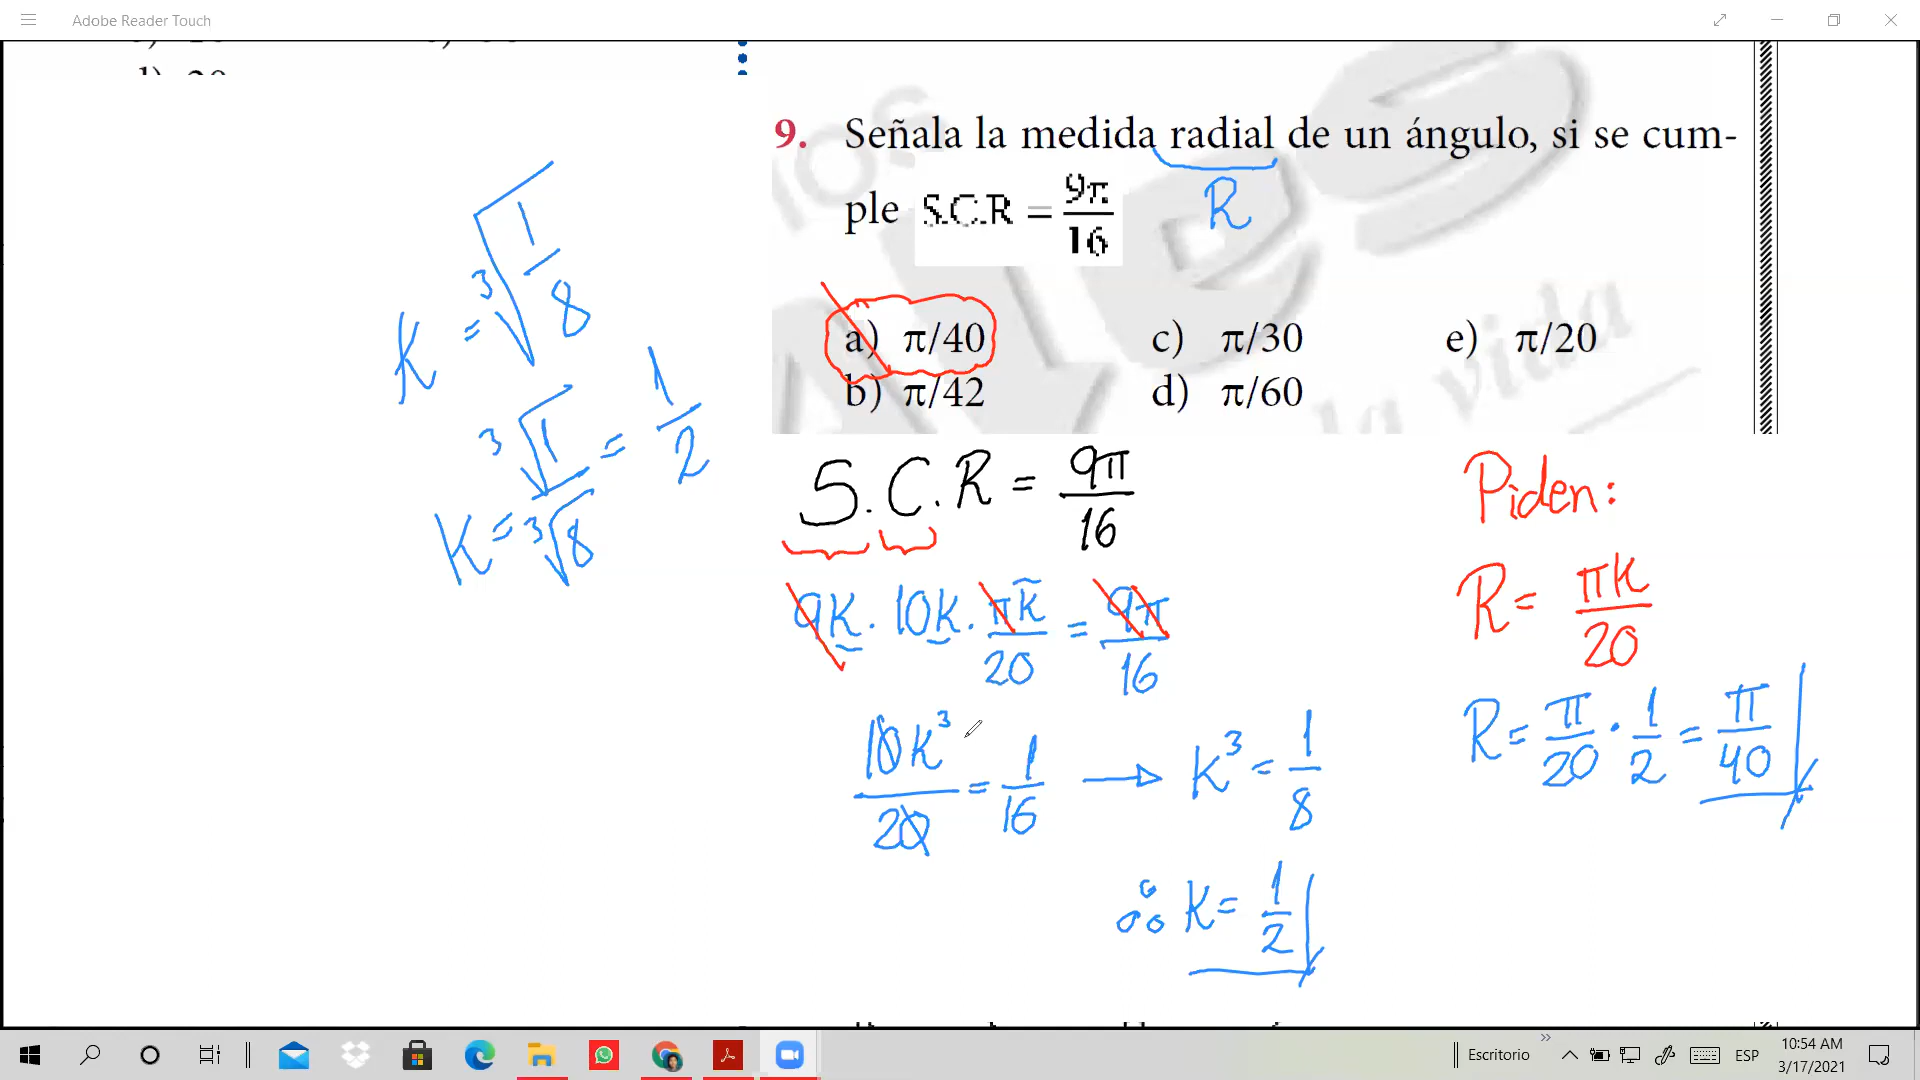 Adobe Reader Touch
9. Señala la medida radial de un ángulo, si se cum-
ple S.C.R = 9π/16
R
a) π/40 c) π/30 e) π/20
b) π/42 d) π/60
K = ³√(1/8)
K = ³√1/³√8 = 1/2
S.C.R = 9π/16
9K . 10K . πK/20 = 9π/16
10K³/20 = 1/16 → K³ = 1/8
∴ K = 1/2
Piden:
R = πK/20
R = π/20 · 1/2 = π/40
Escritorio
ESP
10:54 AM
3/17/2021